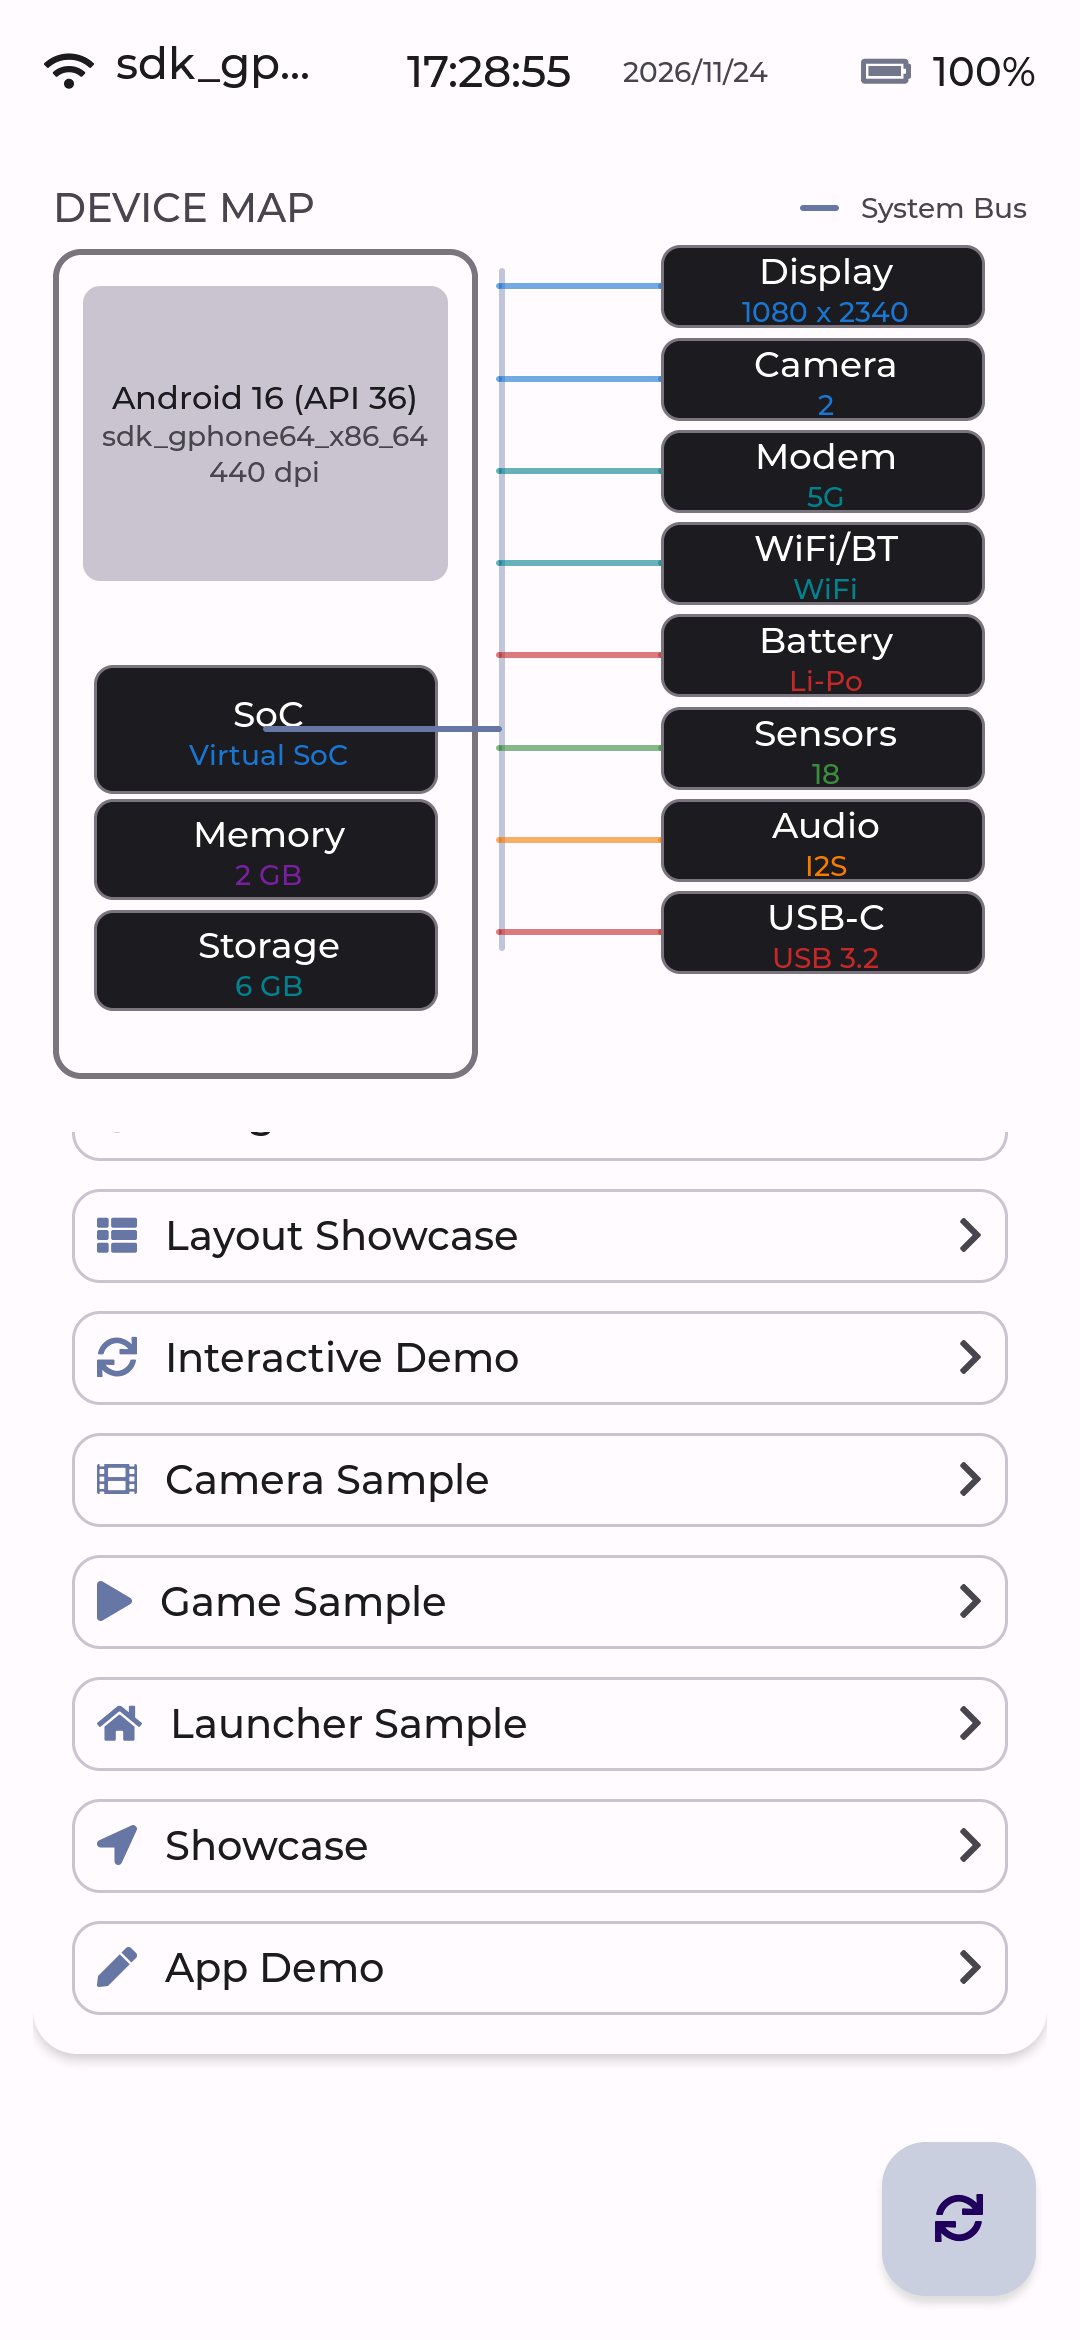 sdk_gp...
17:28:55
2026/11/24
100%
DEVICE MAP
System Bus
Android 16 (API 36)
sdk_gphone64_x86_64
440 dpi
SoC
Virtual SoC
Memory
2 GB
Storage
6 GB
Display
1080 x 2340
Camera
2
Modem
5G
WiFi/BT
WiFi
Battery
Li-Po
Sensors
18
Audio
I2S
USB-C
USB 3.2
Layout Showcase
Interactive Demo
Camera Sample
Game Sample
Launcher Sample
Showcase
App Demo